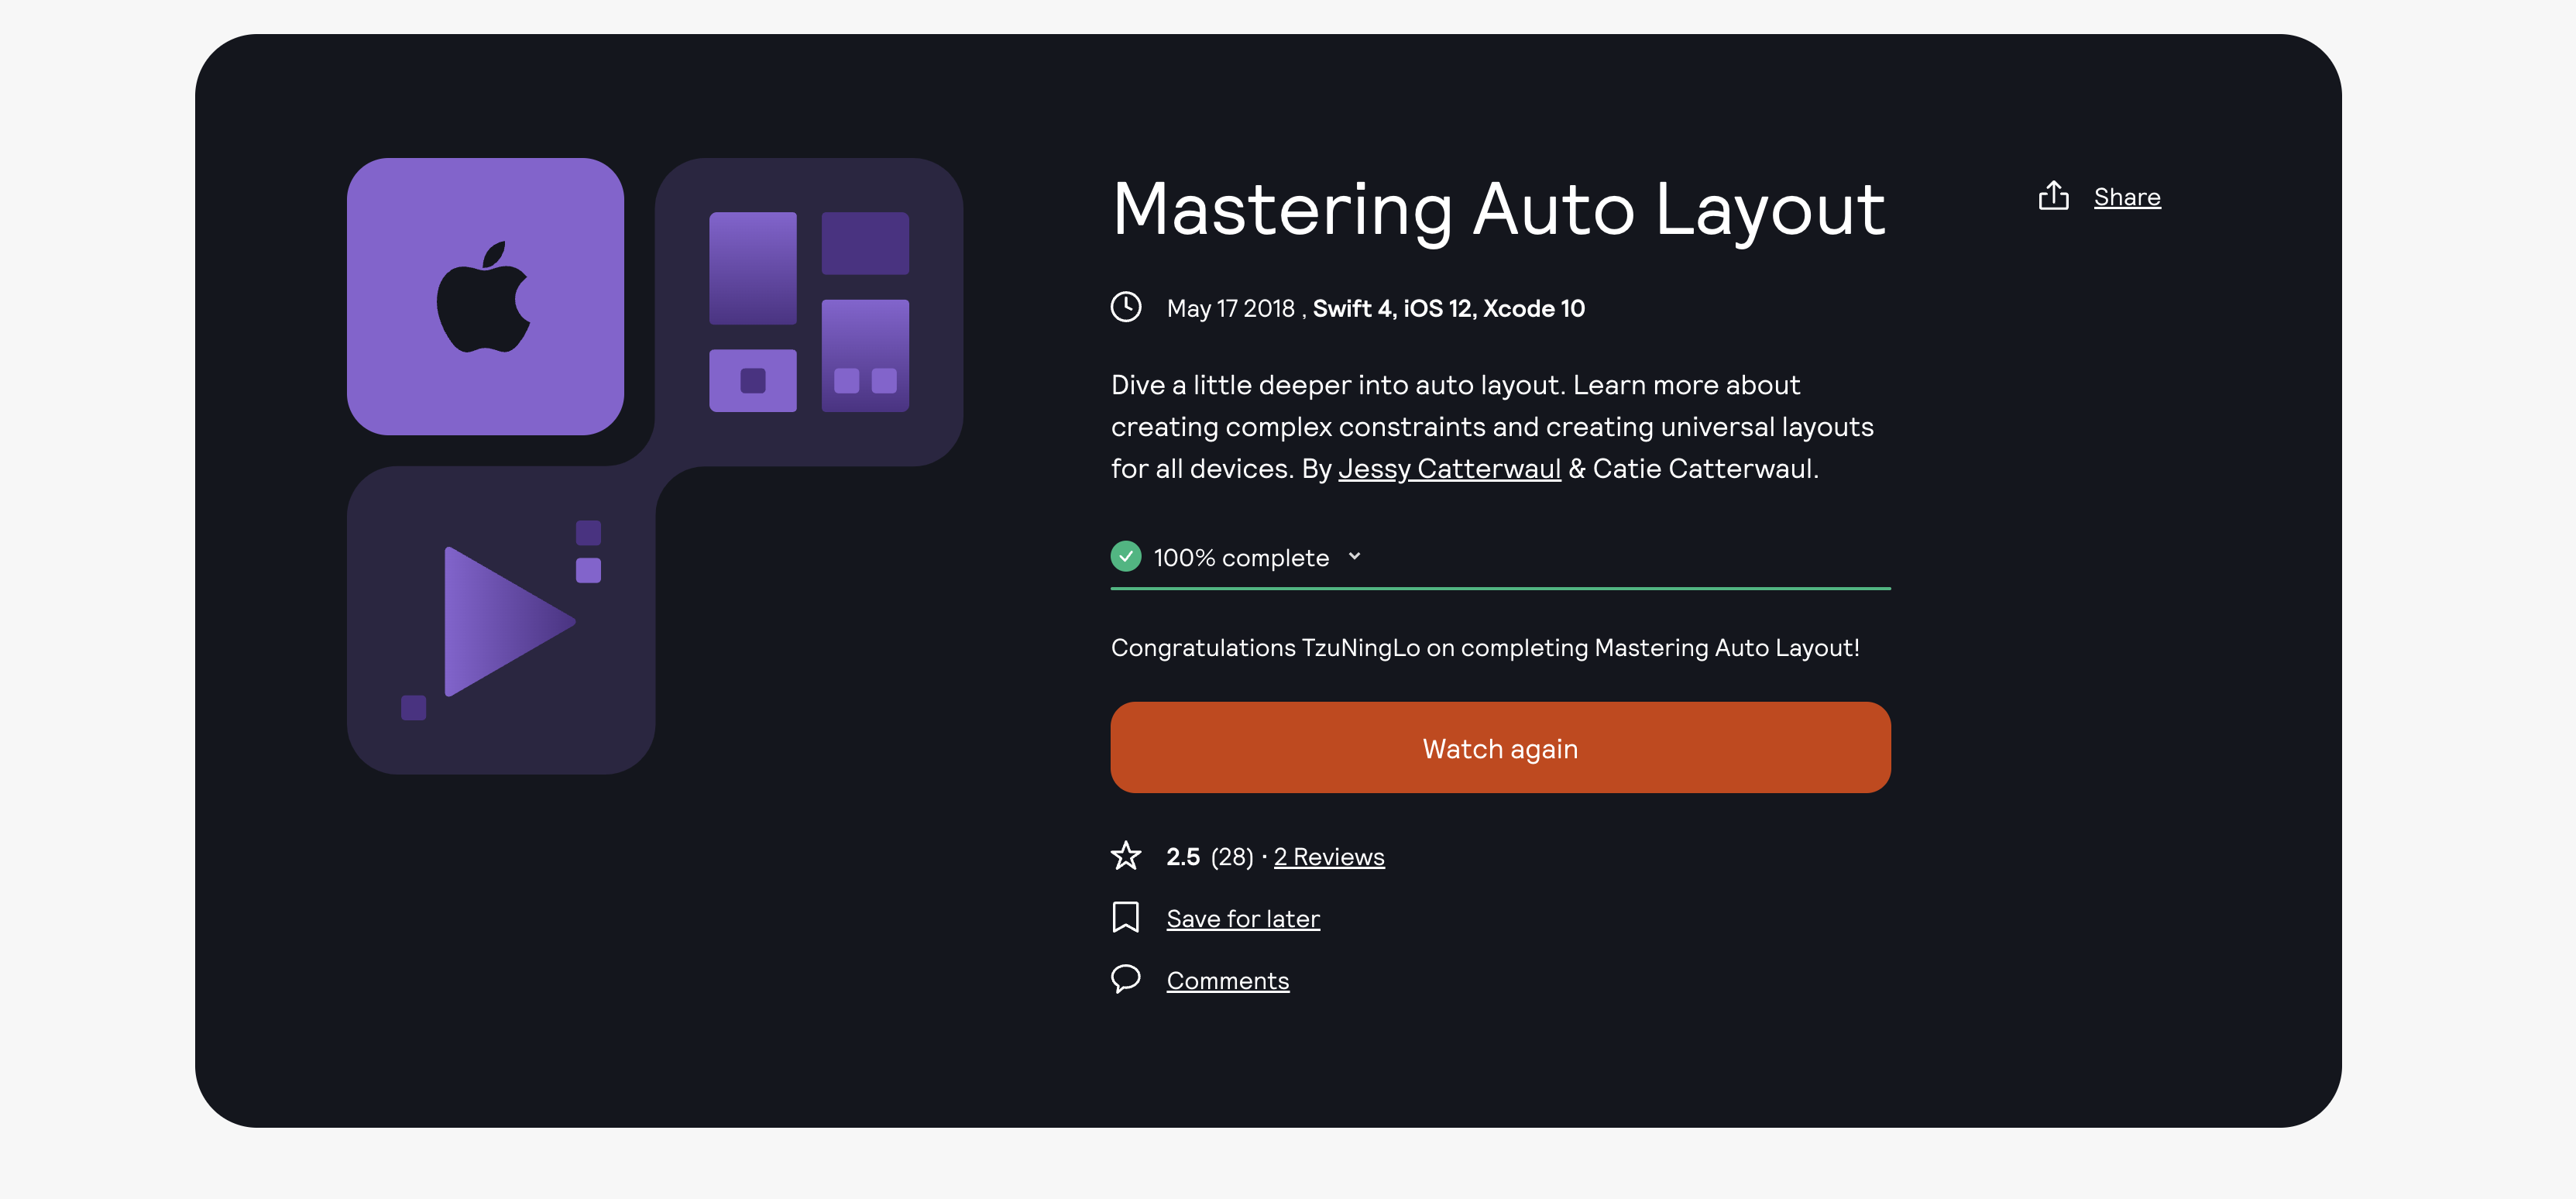 Mastering Auto Layout
Share
May 17 2018 , Swift 4, iOS 12, Xcode 10
Dive a little deeper into auto layout. Learn more about
creating complex constraints and creating universal layouts
for all devices. By Jessy Catterwaul & Catie Catterwaul.
100% complete
Congratulations TzuNingLo on completing Mastering Auto Layout!
Watch again
2.5 (28) · 2 Reviews
Save for later
Comments